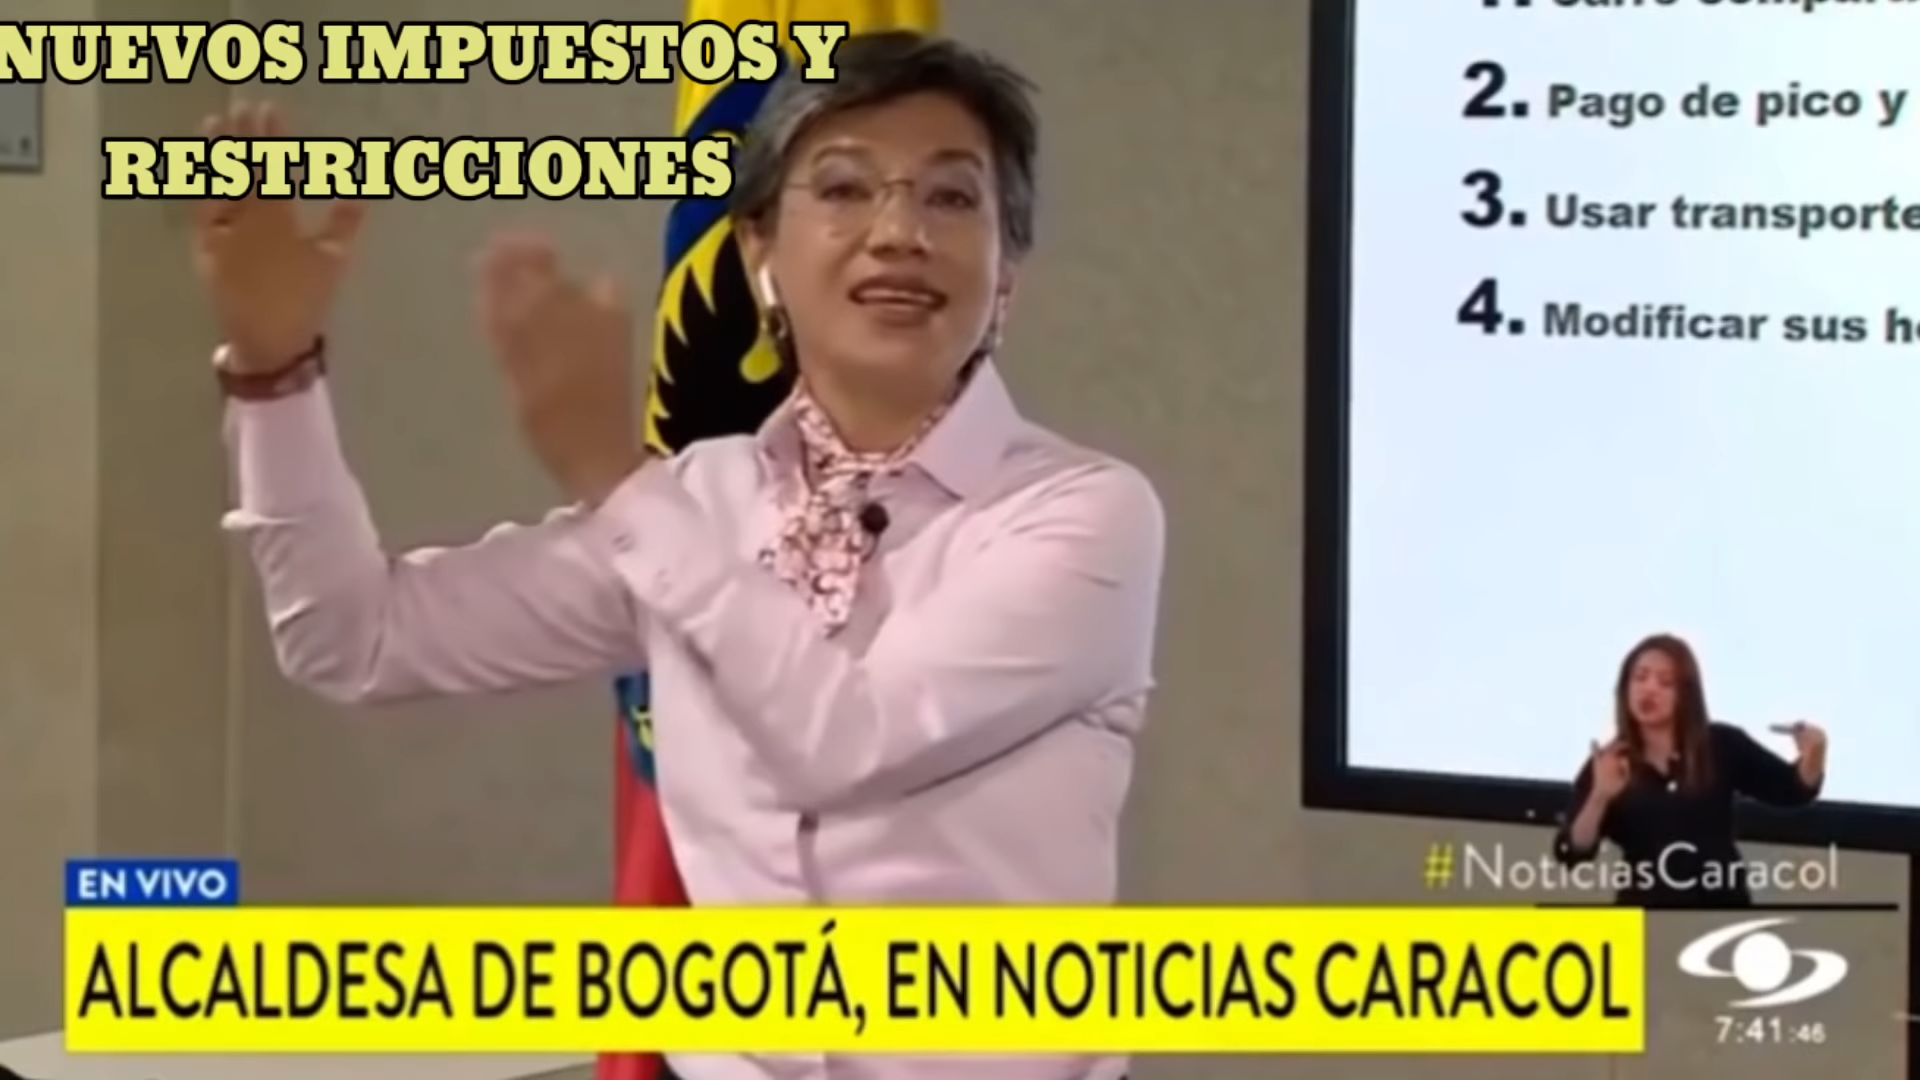 NUEVOS IMPUESTOS Y
RESTRICCIONES
2. Pago de pico y
3. Usar transporte
4. Modificar sus
EN VIVO
#NoticiasCaracol
ALCALDESA DE BOGOTÁ, EN NOTICIAS CARACOL
7:41:46